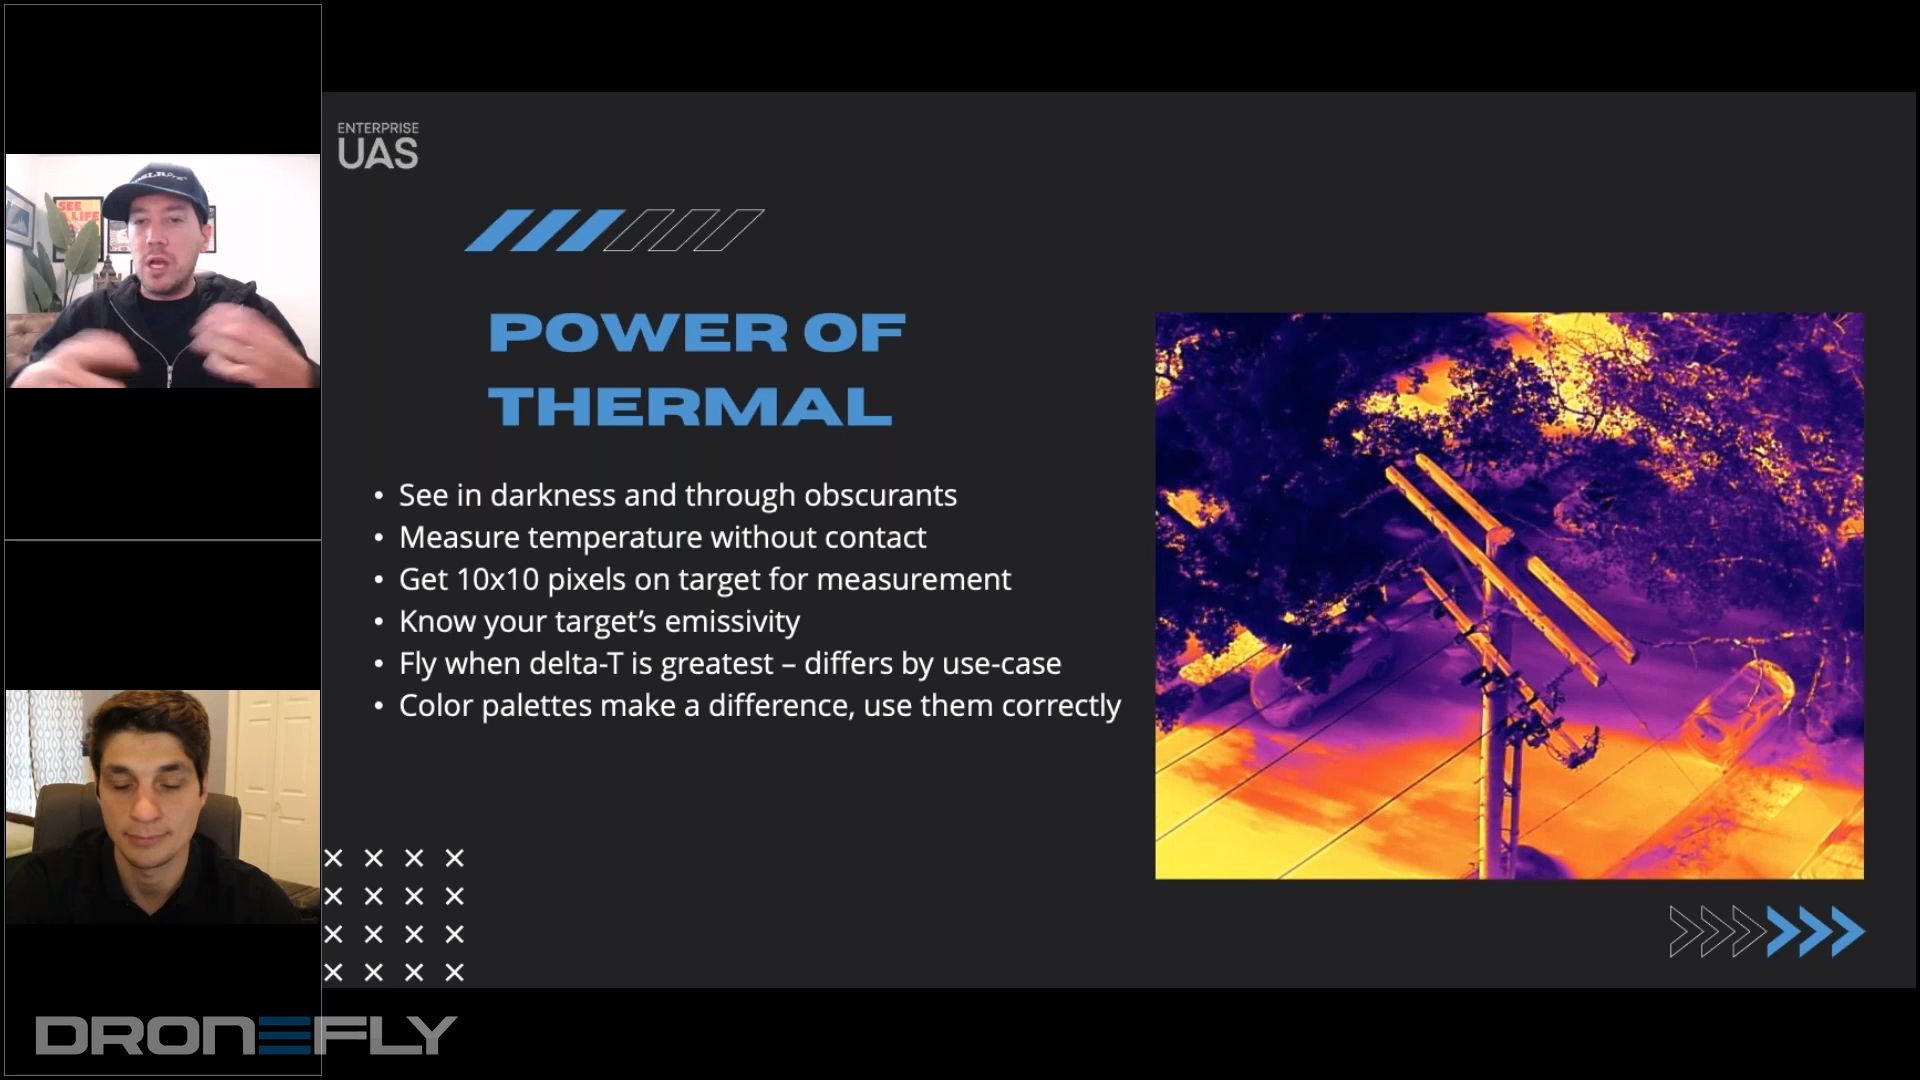 ENTERPRISE
UAS
POWER OF
THERMAL
• See in darkness and through obscurants
• Measure temperature without contact
• Get 10x10 pixels on target for measurement
• Know your target’s emissivity
• Fly when delta-T is greatest – differs by use-case
• Color palettes make a difference, use them correctly
SEE
LIFE
DRONEFLY